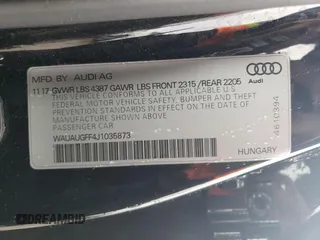 MFD. BY: AUDI AG
11 17 GVWR LBS 4387 GAWR LBS FRONT 2315 / REAR 2205
THIS VEHICLE CONFORMS TO ALL APPLICABLE
FEDERAL MOTOR VEHICLE SAFETY, BUMPER AND THEFT
PREVENTION STANDARDS IN EFFECT ON THE DATE OF
MANUFACTURE SHOWN ABOVE
PASSENGER CAR
WAUAUGFF4J1035873
Audi
4610394
HUNGARY
DREAMBID